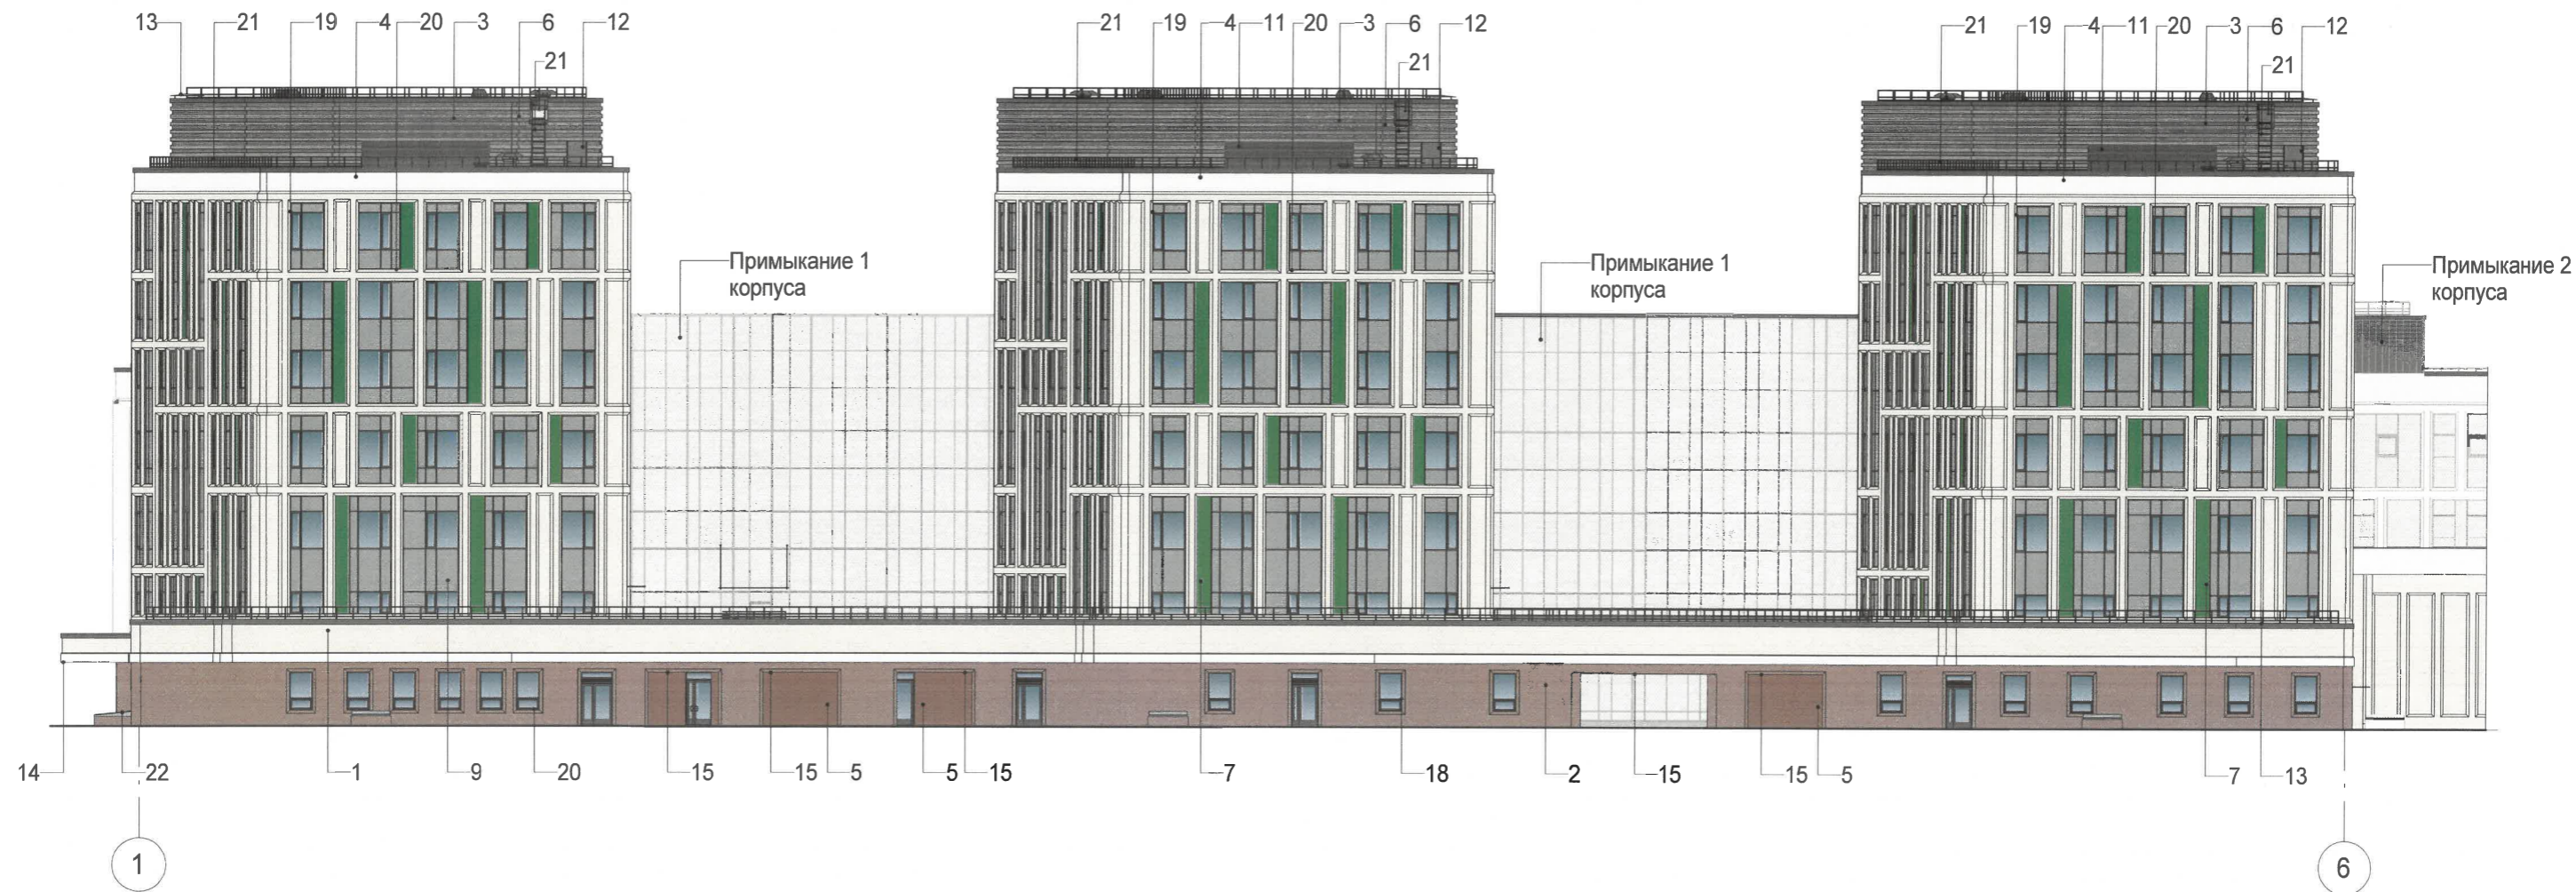 13 21 19 4 20 3 6 12 21 19 4 11 20 3 6 12 21 19 4 11 20 3 6 12
21 21 21
Примыкание 1
корпуса
Примыкание 1
корпуса
Примыкание 2
корпуса
14 22 1 9 20 15 15 5 5 15 7 18 2 15 15 5 7 13
1 6